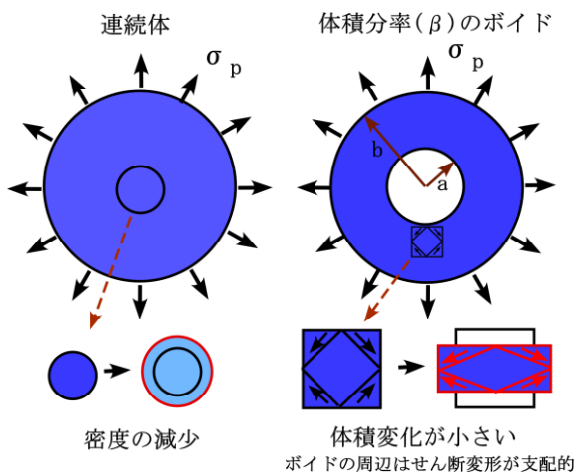 連続体
体積分率(β)のボイド
σp
σp
b
a
密度の減少
体積変化が小さい
ボイドの周辺はせん断変形が支配的